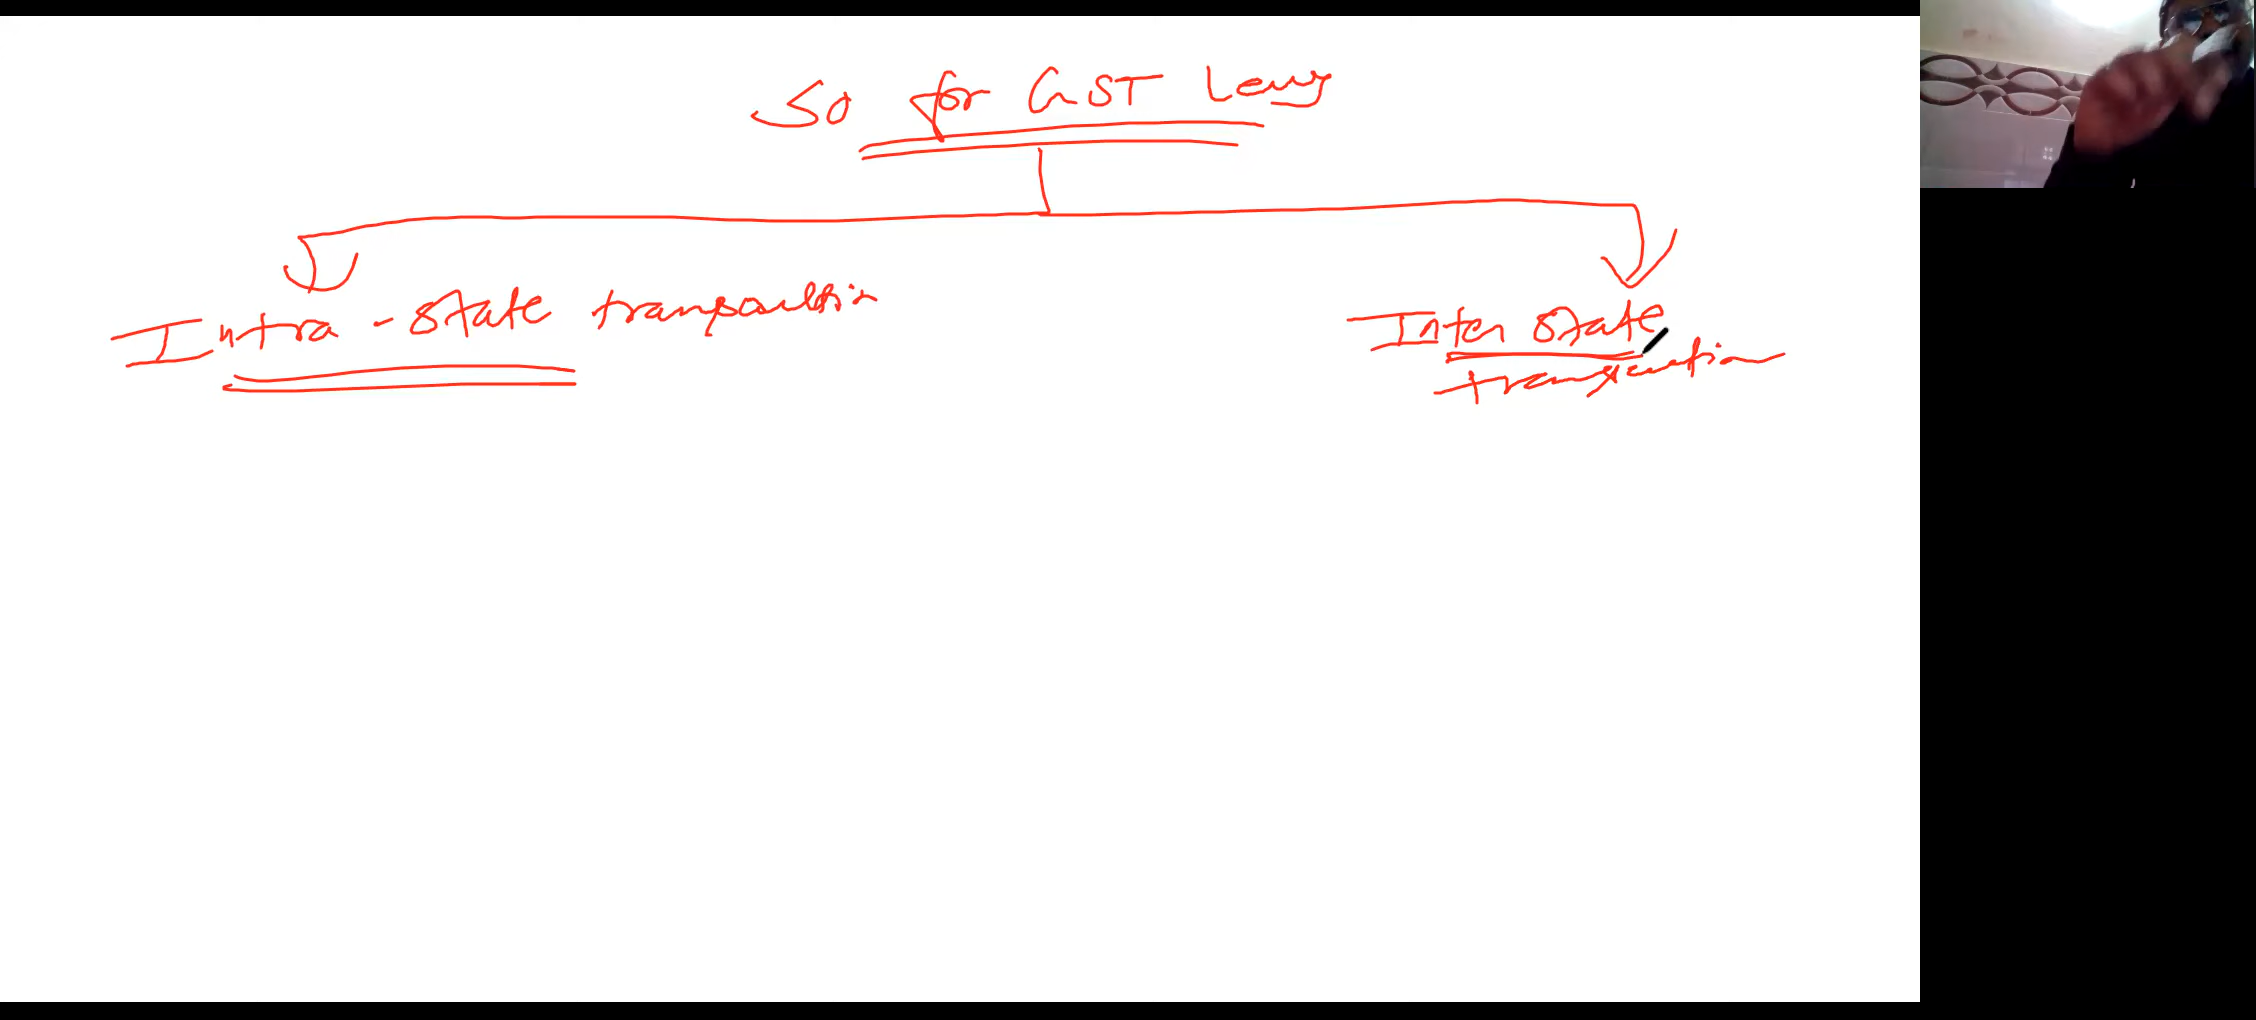 So for GST Levy
Intra-state transaction
Inter state
transaction